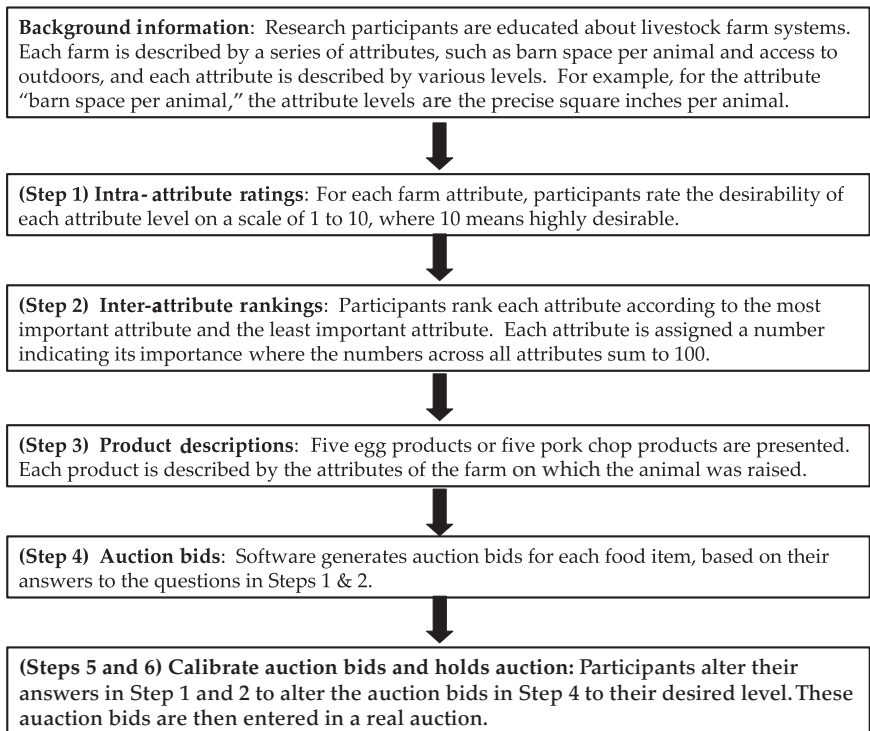 Background information: Research participants are educated about livestock farm systems.
Each farm is described by a series of attributes, such as barn space per animal and access to
outdoors, and each attribute is described by various levels. For example, for the attribute
“barn space per animal,” the attribute levels are the precise square inches per animal.
(Step 1) Intra-attribute ratings: For each farm attribute, participants rate the desirability of
each attribute level on a scale of 1 to 10, where 10 means highly desirable.
(Step 2) Inter-attribute rankings: Participants rank each attribute according to the most
important attribute and the least important attribute. Each attribute is assigned a number
indicating its importance where the numbers across all attributes sum to 100.
(Step 3) Product descriptions: Five egg products or five pork chop products are presented.
Each product is described by the attributes of the farm on which the animal was raised.
(Step 4) Auction bids: Software generates auction bids for each food item, based on their
answers to the questions in Steps 1 & 2.
(Steps 5 and 6) Calibrate auction bids and holds auction: Participants alter their
answers in Step 1 and 2 to alter the auction bids in Step 4 to their desired level. These
auaction bids are then entered in a real auction.